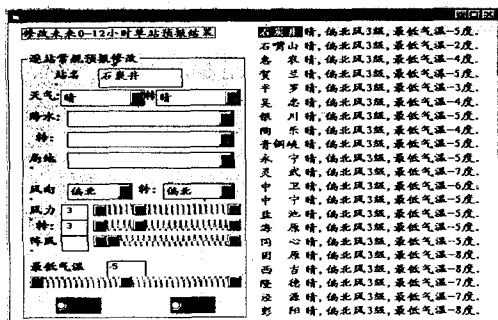 修改未来0-12小时单站预报结果
逐站常规预报修改
站名 石炭井
天气: 晴 转 晴
降水:
转:
局地:
风向 偏北 转: 偏北
风力 3
转: 3
阵风
最低气温 -5
石炭井 晴,偏北风3级,最低气温-5度.
石嘴山 晴,偏北风3级,最低气温-2度.
惠 农 晴,偏北风3级,最低气温-4度.
贺 兰 晴,偏北风3级,最低气温-5度.
平 罗 晴,偏北风3级,最低气温-3度.
吴 忠 晴,偏北风3级,最低气温-4度.
银 川 晴,偏北风3级,最低气温-5度.
陶 乐 晴,偏北风3级,最低气温-4度.
青铜峡 晴,偏北风3级,最低气温-5度.
永 宁 晴,偏北风3级,最低气温-5度.
灵 武 晴,偏北风3级,最低气温-7度.
中 卫 晴,偏北风3级,最低气温-6度.
中 宁 晴,偏北风3级,最低气温-5度.
盐 池 晴,偏北风3级,最低气温-7度.
海 原 晴,偏北风3级,最低气温-5度.
同 心 晴,偏北风3级,最低气温-5度.
固 原 晴,偏北风3级,最低气温-8度.
西 吉 晴,偏北风3级,最低气温-8度.
隆 德 晴,偏北风3级,最低气温-7度.
泾 源 晴,偏北风3级,最低气温-7度.
彭 阳 晴,偏北风3级,最低气温-8度.